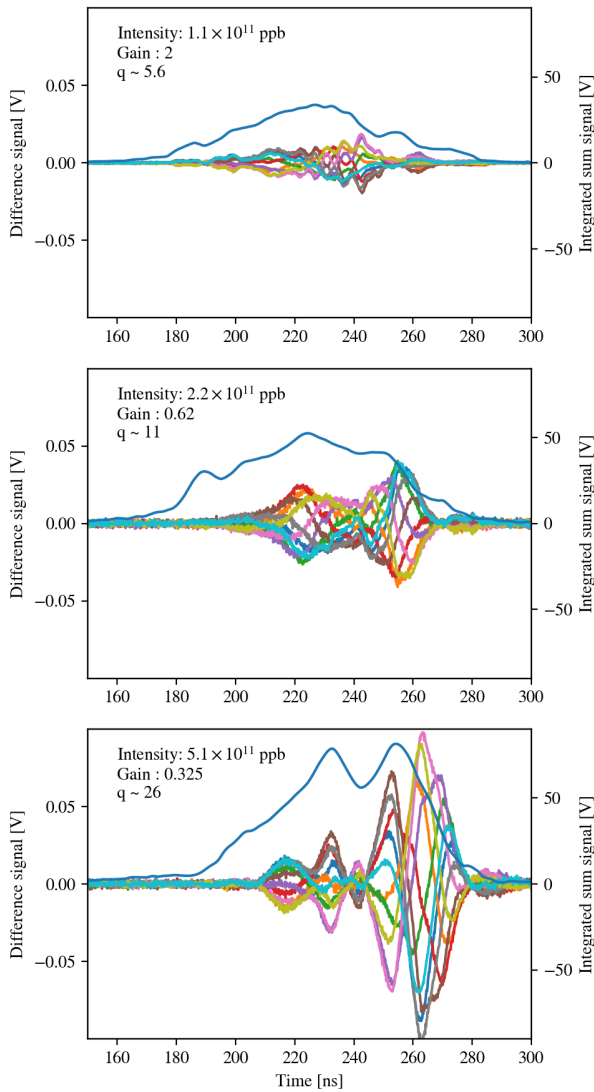 Intensity: 1.1 × 10¹¹ ppb
Gain : 2
q ~ 5.6
Difference signal [V]
0.05
0.00
−0.05
Integrated sum signal [V]
50
0
−50
160 180 200 220 240 260 280 300
Intensity: 2.2 × 10¹¹ ppb
Gain : 0.62
q ~ 11
Difference signal [V]
0.05
0.00
−0.05
Integrated sum signal [V]
50
0
−50
160 180 200 220 240 260 280 300
Intensity: 5.1 × 10¹¹ ppb
Gain : 0.325
q ~ 26
Difference signal [V]
0.05
0.00
−0.05
Integrated sum signal [V]
50
0
−50
160 180 200 220 240 260 280 300
Time [ns]